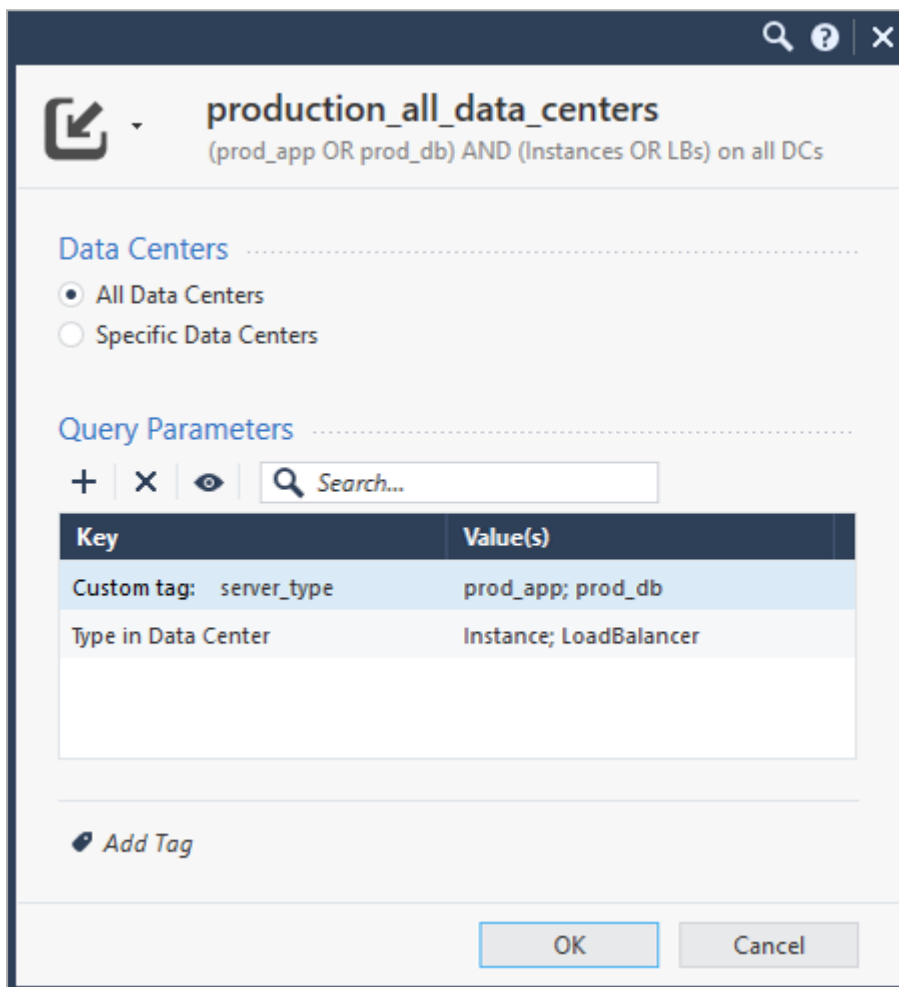 production_all_data_centers
(prod_app OR prod_db) AND (Instances OR LBs) on all DCs
Data Centers
All Data Centers
Specific Data Centers
Query Parameters
Search...
Key Value(s)
Custom tag: server_type prod_app; prod_db
Type in Data Center Instance; LoadBalancer
Add Tag
OK Cancel